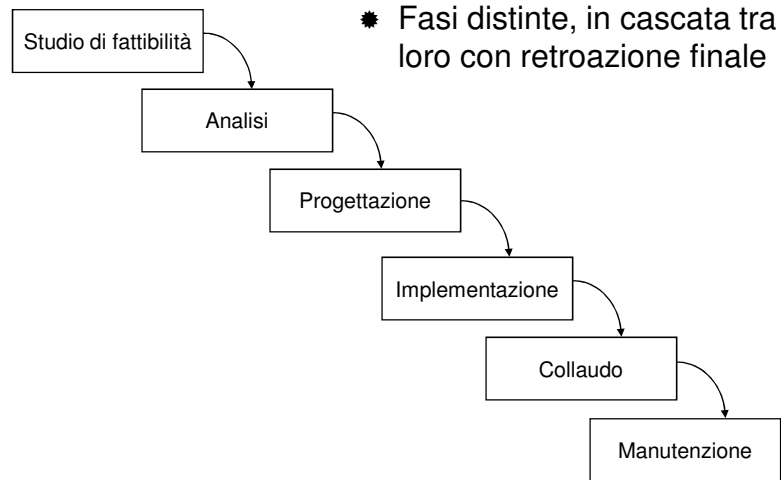 Fasi distinte, in cascata tra
loro con retroazione finale
Studio di fattibilità
Analisi
Progettazione
Implementazione
Collaudo
Manutenzione